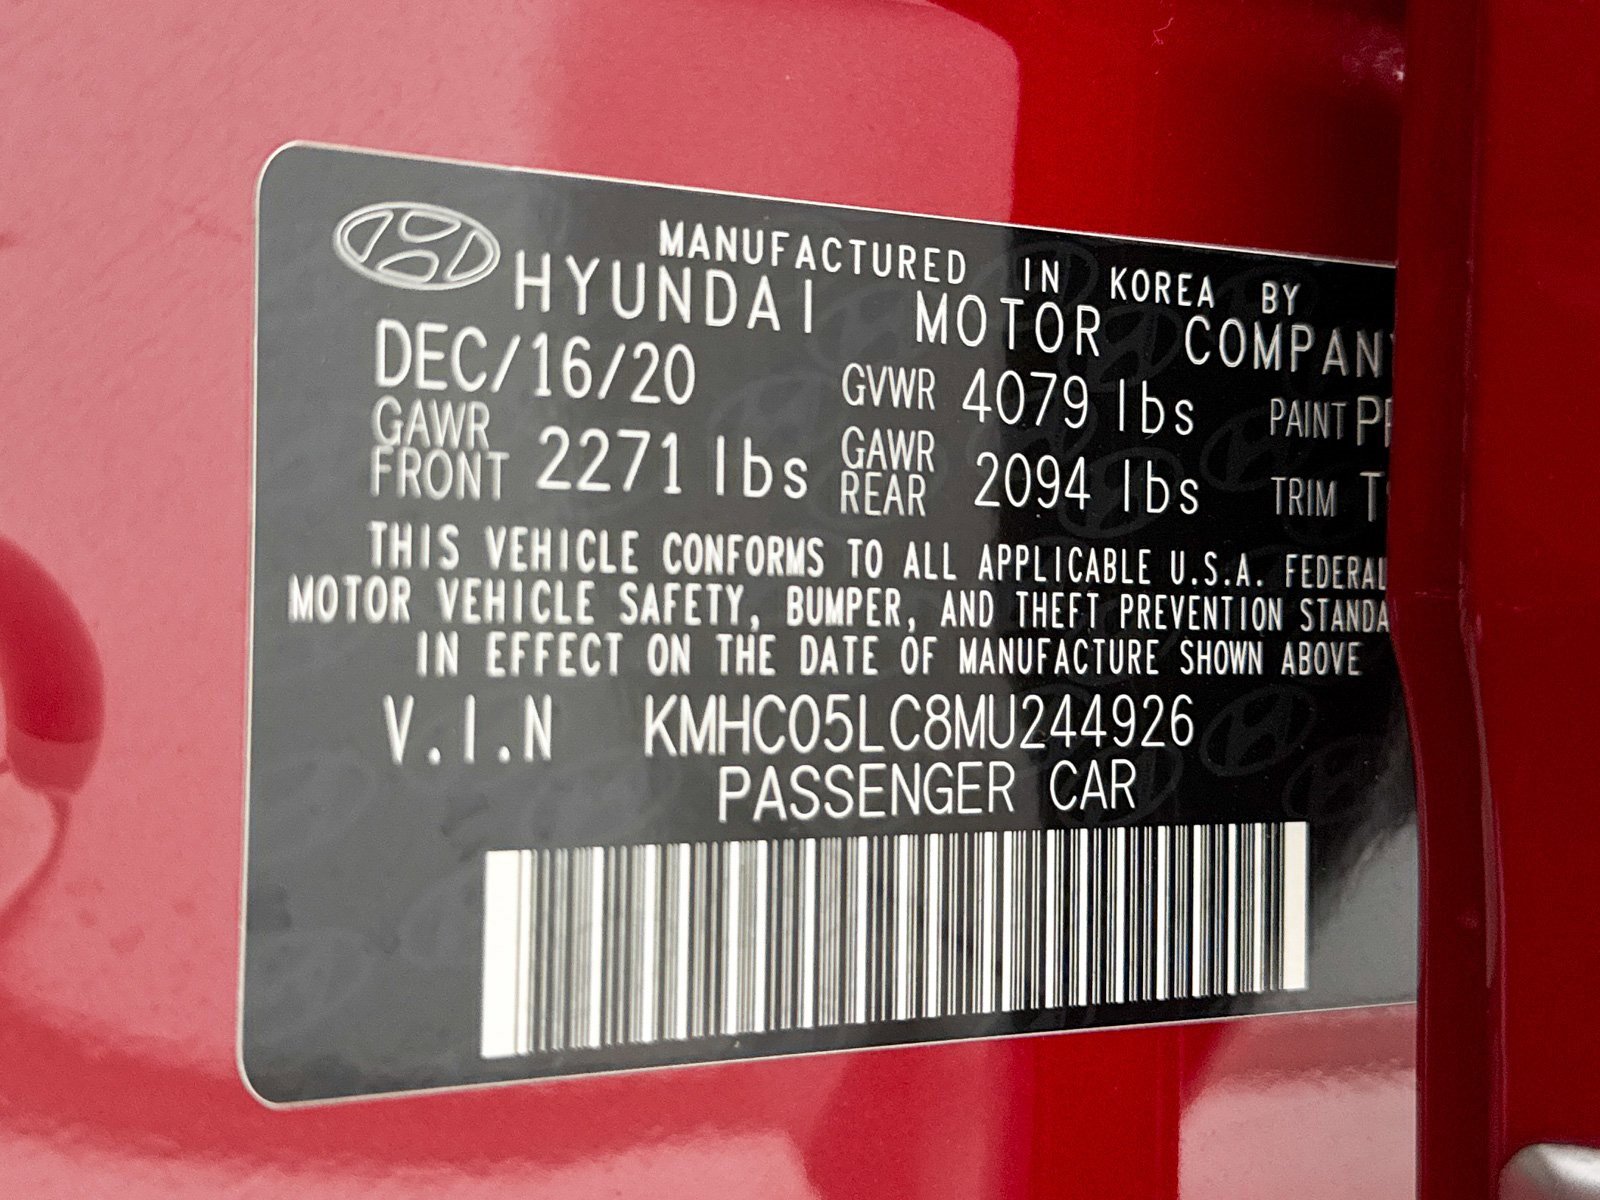 MANUFACTURED IN KOREA BY
HYUNDAI MOTOR COMPANY
DEC/16/20 GVWR 4079 lbs PAINT
GAWR FRONT 2271 lbs GAWR REAR 2094 lbs TRIM
THIS VEHICLE CONFORMS TO ALL APPLICABLE U.S.A. FEDERAL
MOTOR VEHICLE SAFETY, BUMPER, AND THEFT PREVENTION STANDA
IN EFFECT ON THE DATE OF MANUFACTURE SHOWN ABOVE
V.I.N KMHC05LC8MU244926
PASSENGER CAR